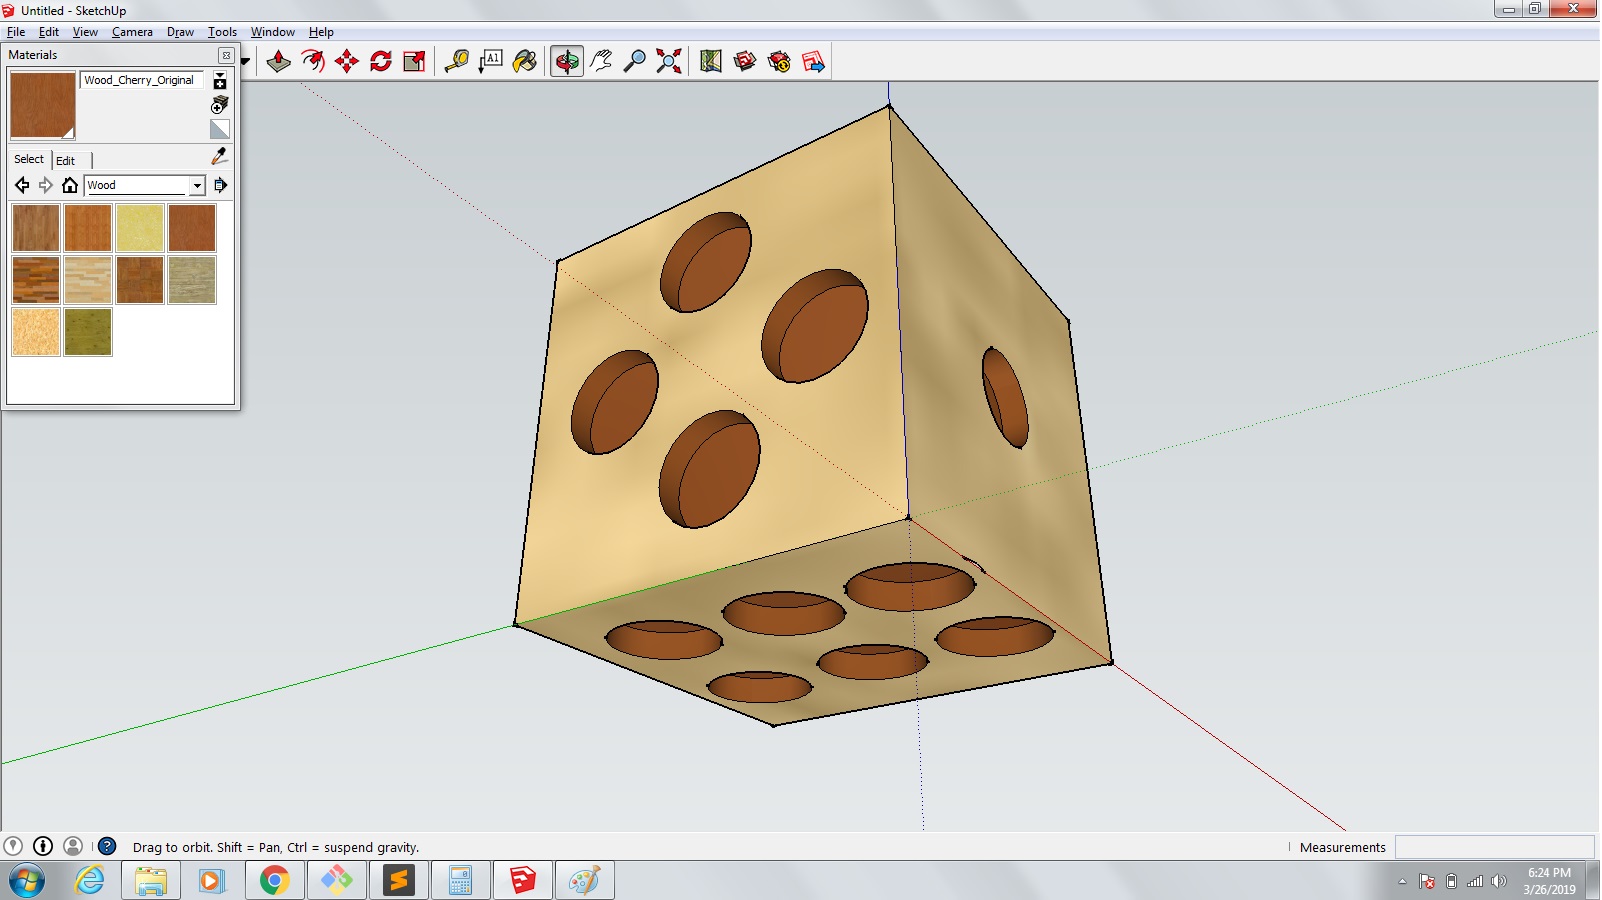 Untitled - SketchUp
File Edit View Camera Draw Tools Window Help
Materials
Wood_Cherry_Original
Select Edit
Wood
A1
Drag to orbit. Shift = Pan, Ctrl = suspend gravity.
Measurements
6:24 PM
3/26/2019